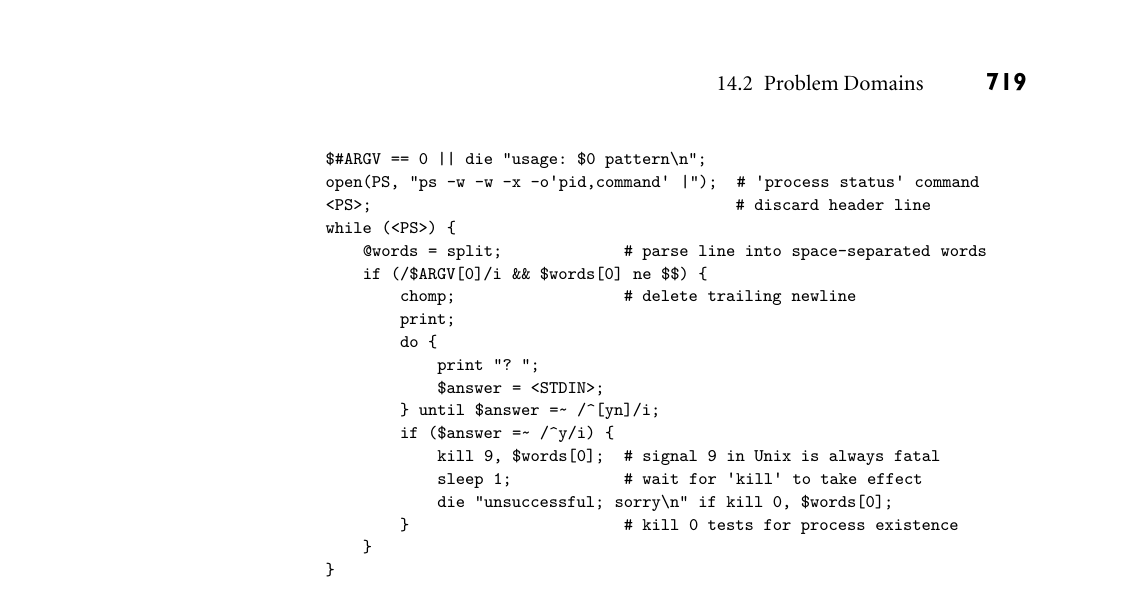 14.2 Problem Domains 719
$#ARGV == 0 || die "usage: $0 pattern\n";
open(PS, "ps -w -w -x -o'pid,command' |"); # 'process status' command
<PS>; # discard header line
while (<PS>) {
@words = split; # parse line into space-separated words
if (/$ARGV[0]/i && $words[0] ne $$) {
chomp; # delete trailing newline
print;
do {
print "? ";
$answer = <STDIN>;
} until $answer =~ /^[yn]/i;
if ($answer =~ /^y/i) {
kill 9, $words[0]; # signal 9 in Unix is always fatal
sleep 1; # wait for 'kill' to take effect
die "unsuccessful; sorry\n" if kill 0, $words[0];
} # kill 0 tests for process existence
}
}